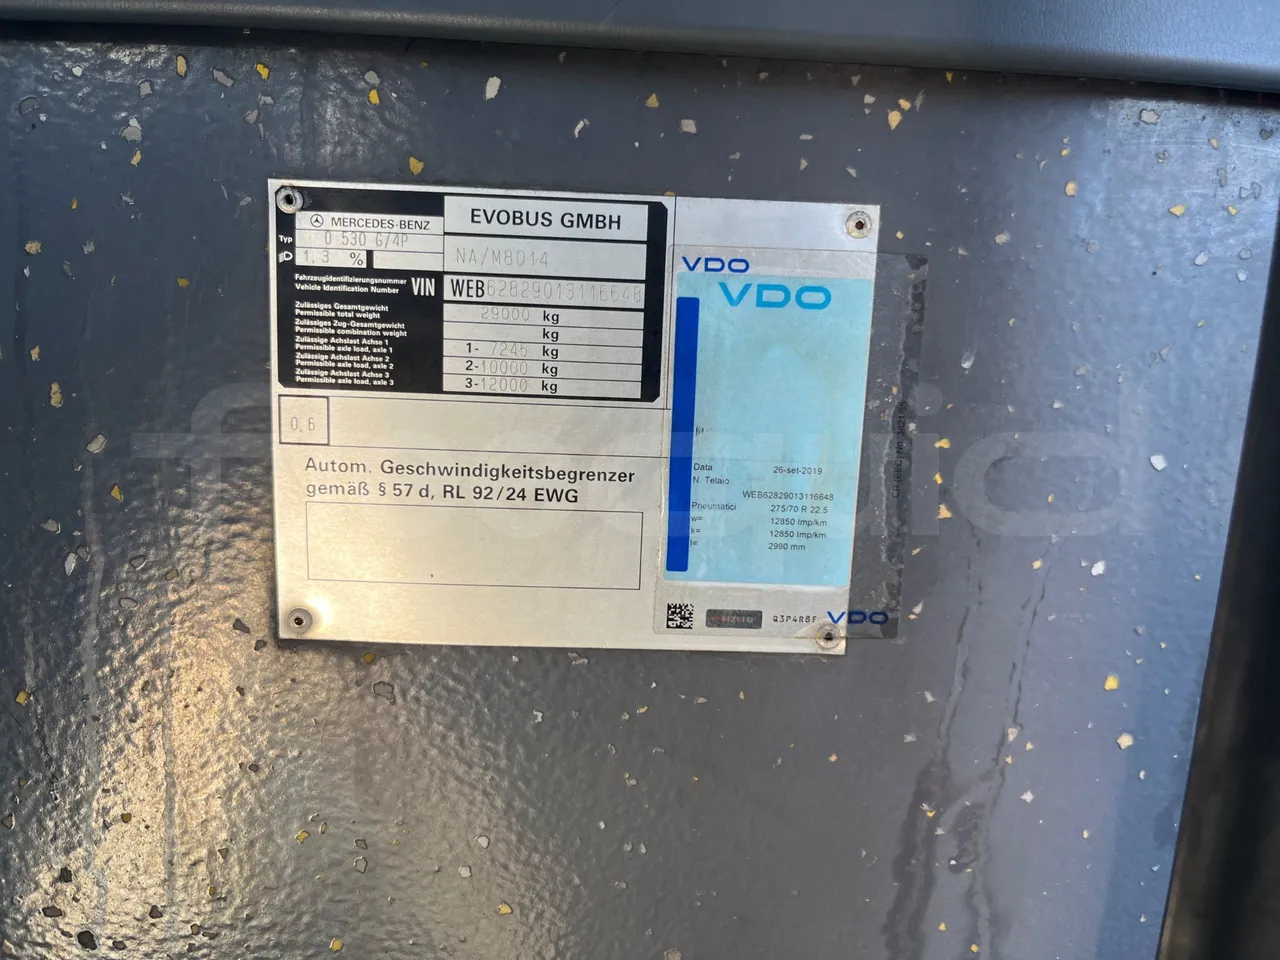 MERCEDES-BENZ
EVOBUS GMBH
Typ
O 530 G/4P
1,3 %
NA/M8014
Fahrzeugidentifizierungsnummer
Vehicle Identification Number
VIN
WEB62829013116648
Zulässiges Gesamtgewicht
Permissible total weight
29000 kg
Zulässiges Zug-Gesamtgewicht
Permissible combination weight
kg
Zulässige Achslast Achse 1
Permissible axle load, axle 1
1- 7245 kg
Zulässige Achslast Achse 2
Permissible axle load, axle 2
2-10000 kg
Zulässige Achslast Achse 3
Permissible axle load, axle 3
3-12000 kg
0,6
Autom. Geschwindigkeitsbegrenzer
gemäß § 57 d, RL 92/24 EWG
VDO
VDO
Data 26-set-2019
N. Telaio
WEB62829013116648
Pneumatici 275/70 R 22.5
w= 12850 Imp/km
k= 12850 Imp/km
l= 2990 mm
Q3P4R8F
VDO